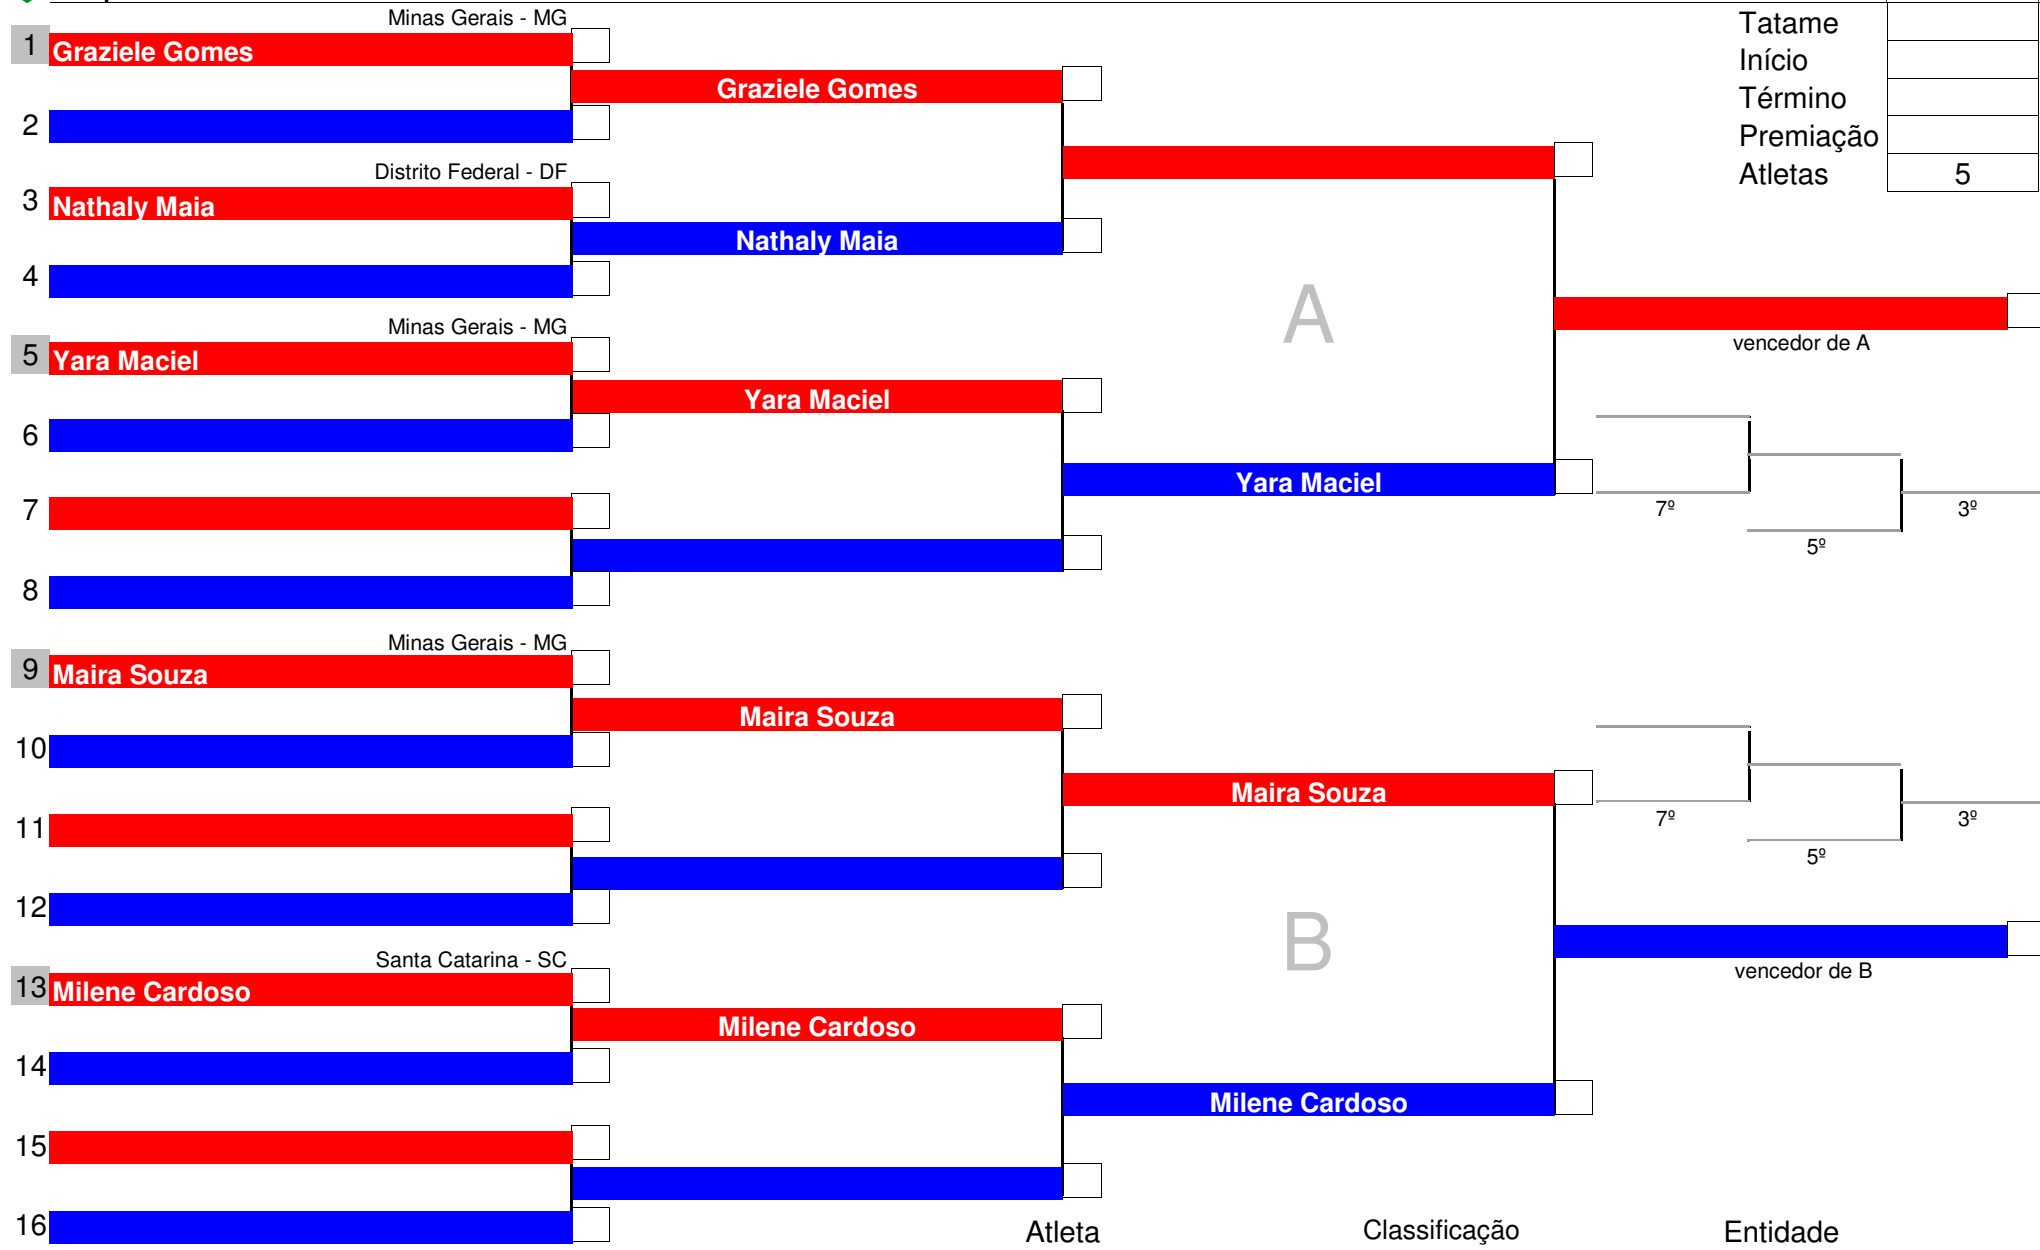 Minas Gerais - MG
1 Graziele Gomes
Graziele Gomes
2
Distrito Federal - DF
3 Nathaly Maia
Nathaly Maia
4
Minas Gerais - MG
5 Yara Maciel
Yara Maciel
6
7
8
Yara Maciel
A
Minas Gerais - MG
9 Maira Souza
Maira Souza
10
11
12
Maira Souza
B
Santa Catarina - SC
13 Milene Cardoso
Milene Cardoso
14
Milene Cardoso
15
16
Tatame
Início
Término
Premiação
Atletas 5
vencedor de A
7º
3º
5º
7º
3º
5º
vencedor de B
Atleta Classificação Entidade